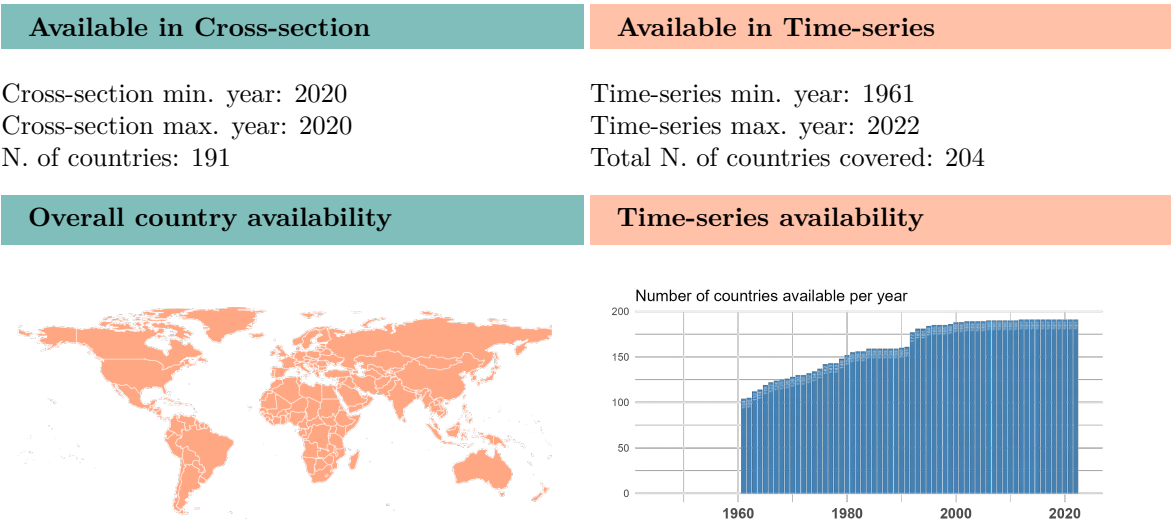 Available in Cross-section
Available in Time-series
Cross-section min. year: 2020
Cross-section max. year: 2020
N. of countries: 191
Time-series min. year: 1961
Time-series max. year: 2022
Total N. of countries covered: 204
Overall country availability
Time-series availability
Number of countries available per year
200
150
100
50
0
1960 1980 2000 2020